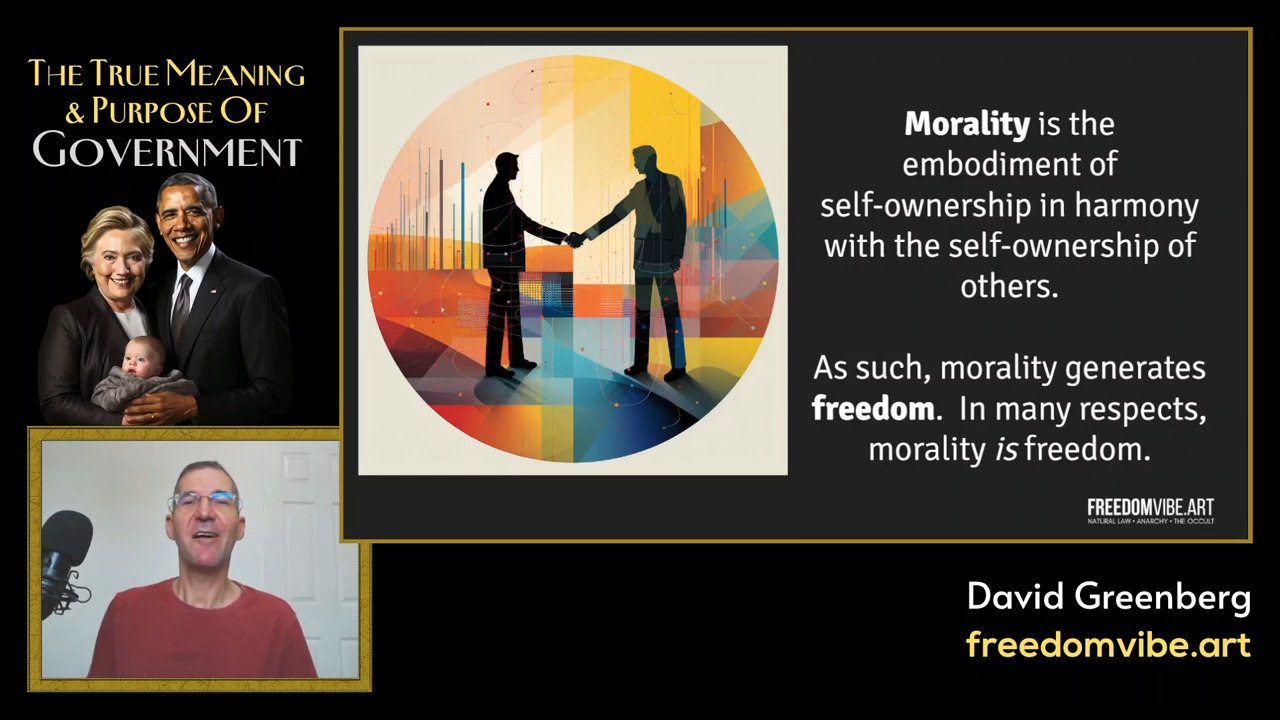 THE TRUE MEANING
& PURPOSE OF
GOVERNMENT
Morality is the
embodiment of
self-ownership in harmony
with the self-ownership of
others.
As such, morality generates
freedom. In many respects,
morality is freedom.
FREEDOMVIBE.ART
NATURAL LAW • ANARCHY • THE OCCULT
David Greenberg
freedomvibe.art